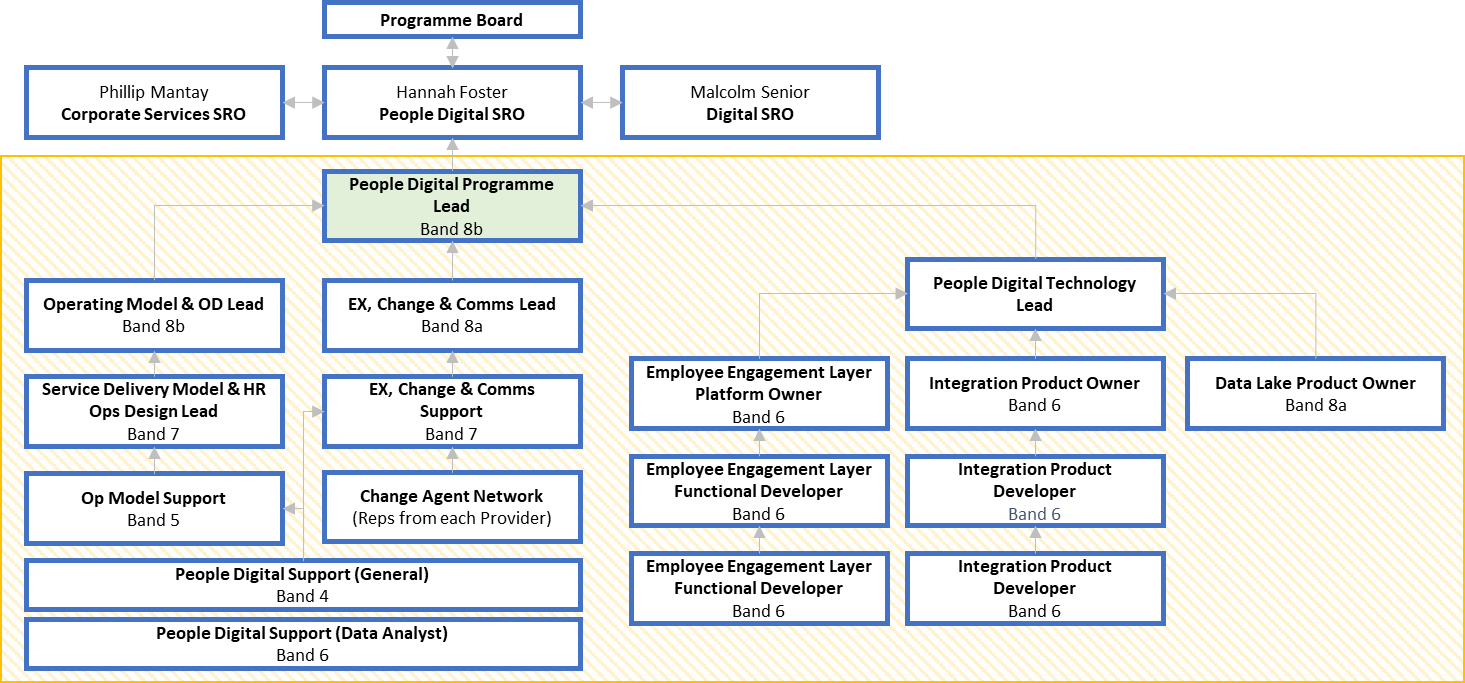 Programme Board
Phillip Mantay
Corporate Services SRO
Hannah Foster
People Digital SRO
Malcolm Senior
Digital SRO
People Digital Programme
Lead
Band 8b
Operating Model & OD Lead
Band 8b
EX, Change & Comms Lead
Band 8a
People Digital Technology
Lead
Service Delivery Model & HR
Ops Design Lead
Band 7
EX, Change & Comms
Support
Band 7
Employee Engagement Layer
Platform Owner
Band 6
Integration Product Owner
Band 6
Data Lake Product Owner
Band 8a
Op Model Support
Band 5
Change Agent Network
(Reps from each Provider)
Employee Engagement Layer
Functional Developer
Band 6
Integration Product
Developer
Band 6
People Digital Support (General)
Band 4
Employee Engagement Layer
Functional Developer
Band 6
Integration Product
Developer
Band 6
People Digital Support (Data Analyst)
Band 6